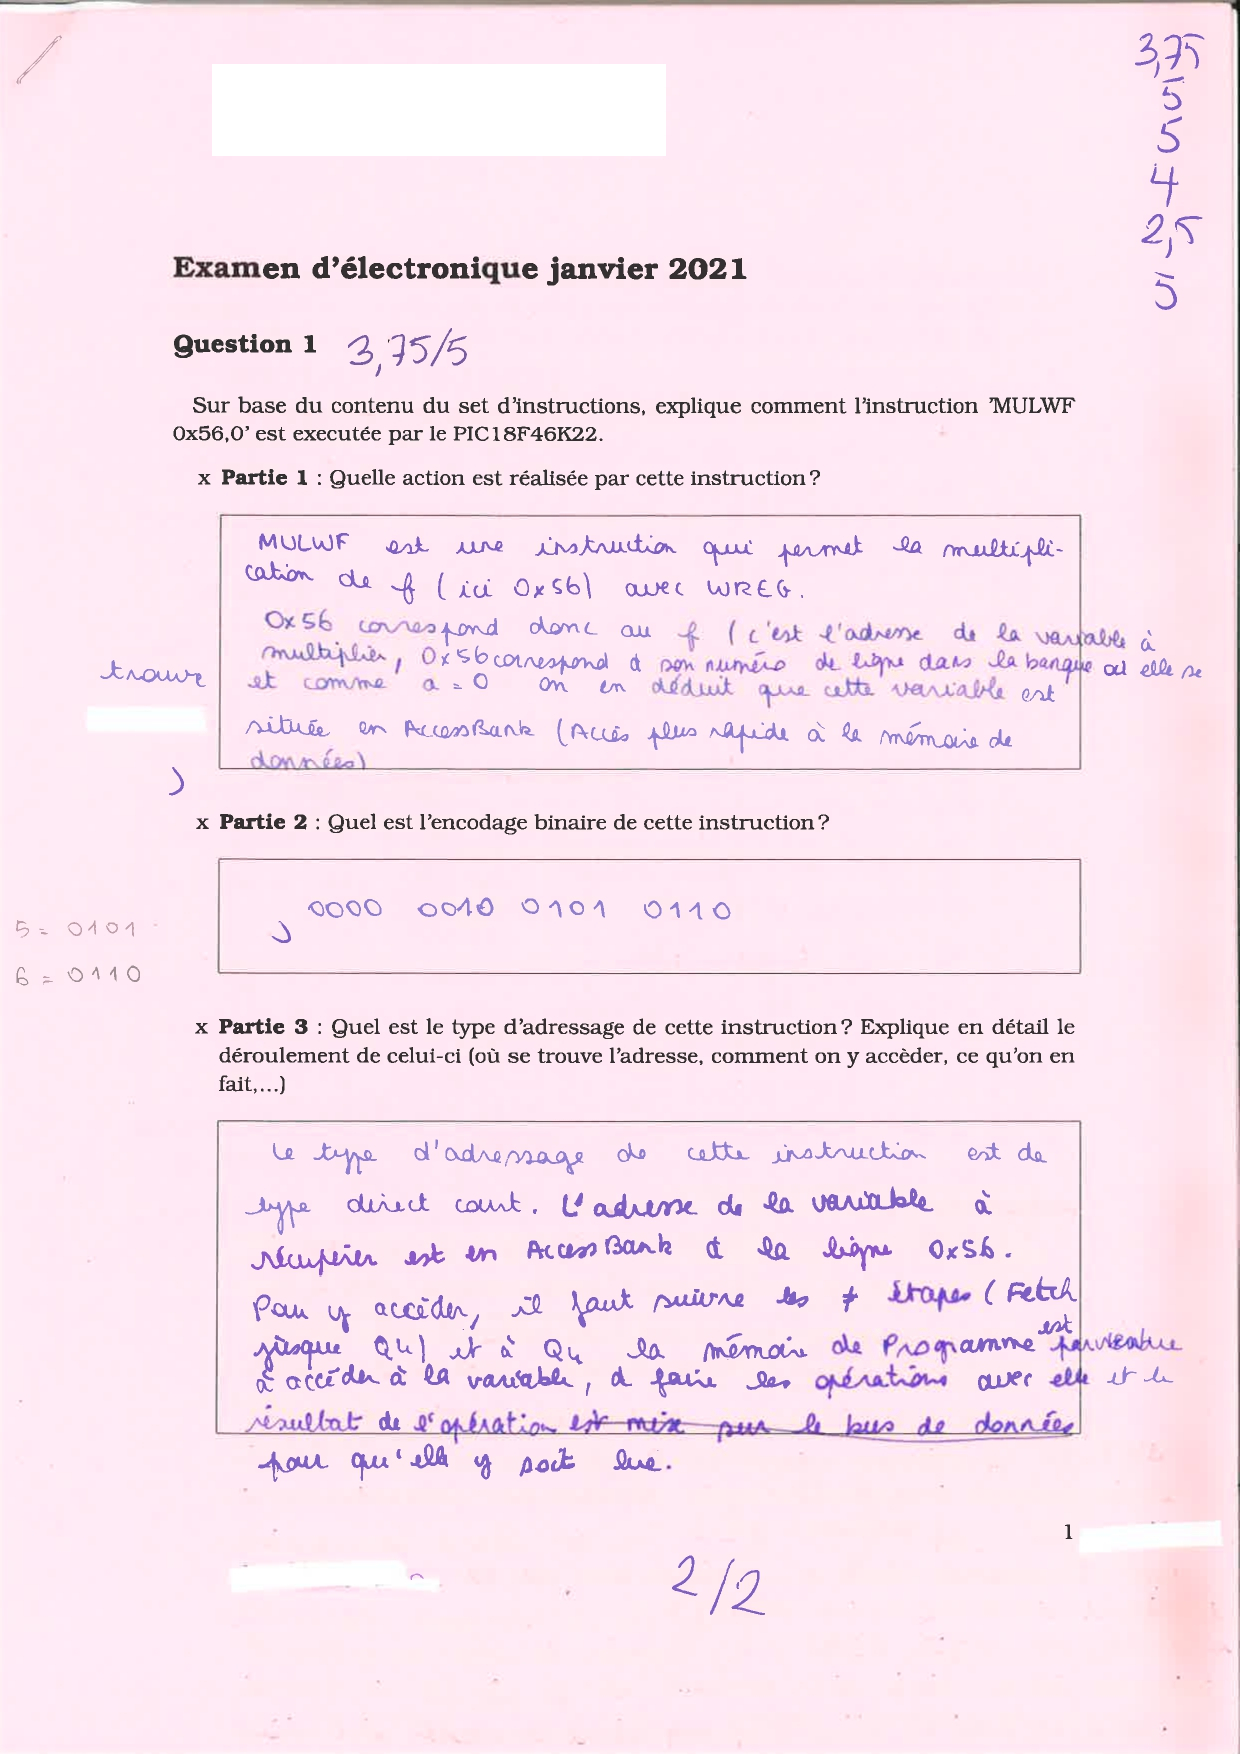 3,75
5
5
4
2,5
5
Examen d'électronique janvier 2021
Question 1 3,75/5
Sur base du contenu du set d'instructions, explique comment l'instruction 'MULWF
0x56,0' est executée par le PIC18F46K22.
x Partie 1 : Quelle action est réalisée par cette instruction ?
MULWF est une instruction qui permet la multipli-
cation de f (ici 0x56) avec WREG.
0x56 correspond donc au f (c'est l'adresse de la variable à
multiplier, 0x56 correspond à son numéro de ligne dans la banque où elle se
trouve
et comme a = 0 on en déduit que cette variable est
située en AccessBank (Accès plus rapide à la mémoire de
données)
x Partie 2 : Quel est l'encodage binaire de cette instruction ?
0000 0010 0101 0110
5 = 0101
6 = 0110
x Partie 3 : Quel est le type d'adressage de cette instruction ? Explique en détail le
déroulement de celui-ci (où se trouve l'adresse, comment on y accèder, ce qu'on en
fait,...)
Le type d'adressage de cette instruction est de
type direct court. L'adresse de la variable à
récupérer est en AccessBank à la ligne 0x56.
Pour y accéder, il faut suivre les ≠ étapes (Fetch
jusque Q4) et à Q4 la mémoire de Programme est parvenue
à accéder à la variable, à faire les opérations avec elle et le
résultat de l'opération est mix sur le bus de données
pour qu'elle y soit lue.
1
2/2